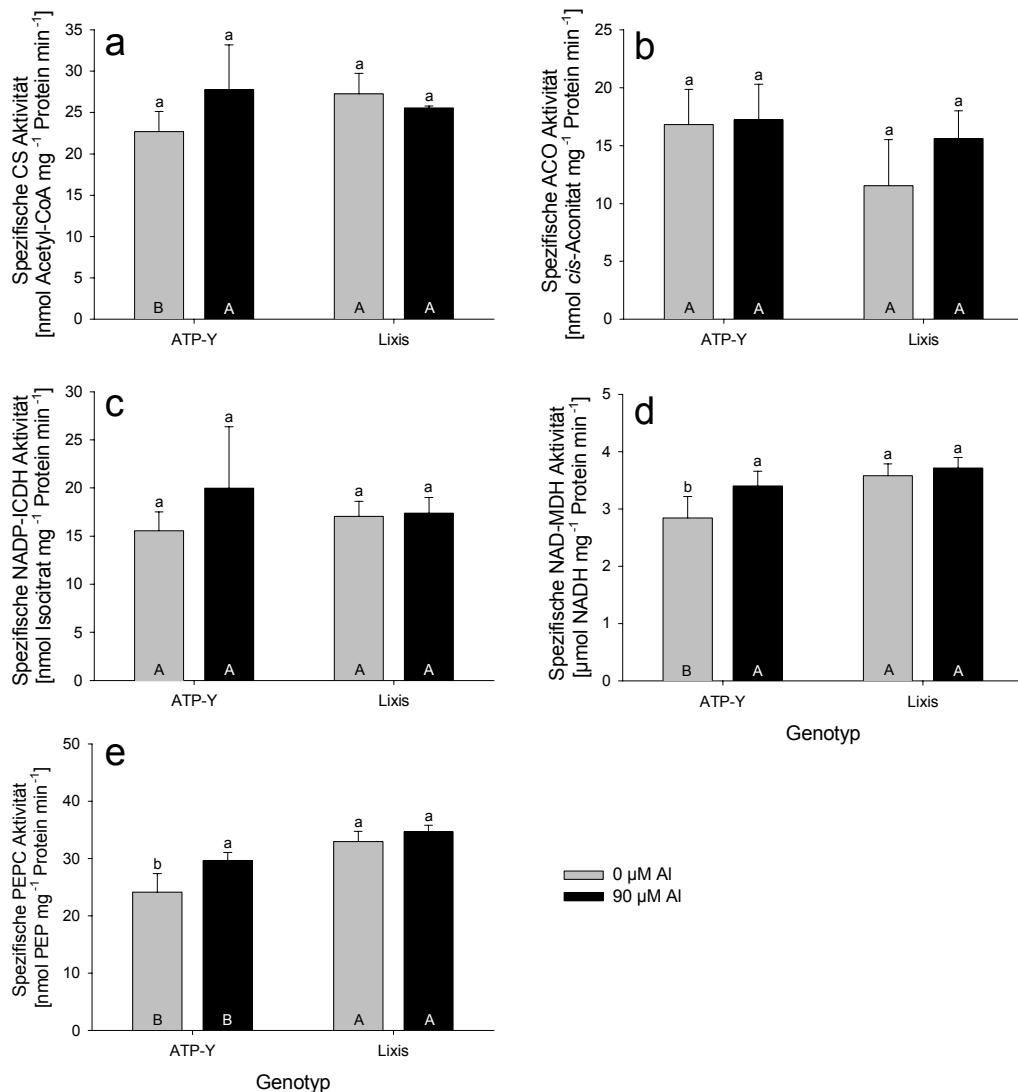 a
Spezifische CS Aktivität
[nmol Acetyl-CoA mg⁻¹ Protein min⁻¹]
40
35
30
25
20
15
10
5
0
a
a
a
a
B
A
A
A
ATP-Y
Lixis
b
Spezifische ACO Aktivität
[nmol cis-Aconitat mg⁻¹ Protein min⁻¹]
25
20
15
10
5
0
a
a
a
a
A
A
A
A
ATP-Y
Lixis
c
Spezifische NADP-ICDH Aktivität
[nmol Isocitrat mg⁻¹ Protein min⁻¹]
30
25
20
15
10
5
0
a
a
a
a
A
A
A
A
ATP-Y
Lixis
d
Spezifische NAD-MDH Aktivität
[µmol NADH mg⁻¹ Protein min⁻¹]
5
4
3
2
1
0
b
a
a
a
B
A
A
A
ATP-Y
Lixis
Genotyp
e
Spezifische PEPC Aktivität
[nmol PEP mg⁻¹ Protein min⁻¹]
50
40
30
20
10
0
b
a
a
a
B
B
A
A
ATP-Y
Lixis
Genotyp
0 µM Al
90 µM Al